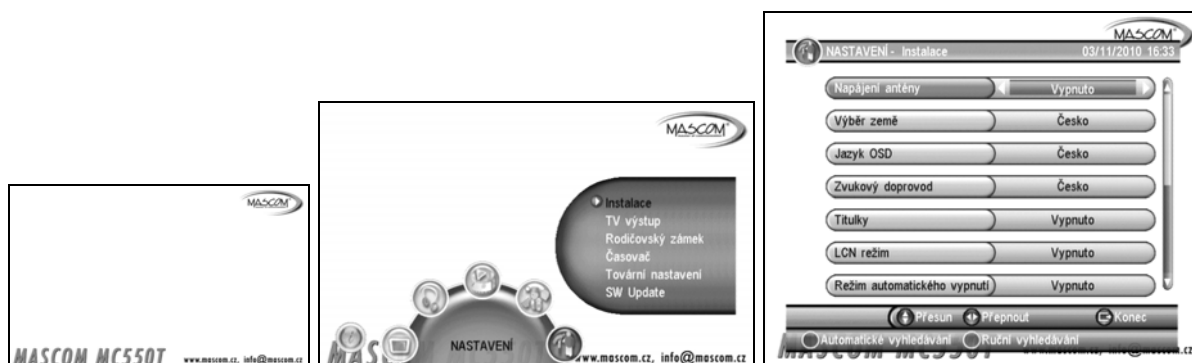 MASCOM
MASCOM MC550T www.mascom.cz, info@mascom.cz
MASCOM
Instalace
TV výstup
Rodičovský zámek
Časovač
Tovární nastavení
SW Update
NASTAVENÍ
MAS www.mascom.cz, info@mascom.cz
MASCOM
NASTAVENÍ - Instalace 03/11/2010 16:33
Napájení antény Vypnuto
Výběr země Česko
Jazyk OSD Česko
Zvukový doprovod Česko
Titulky Vypnuto
LCN režim Vypnuto
Režim automatického vypnutí Vypnuto
Přesun Přepnout Konec
Automatické vyhledávání Ruční vyhledávání